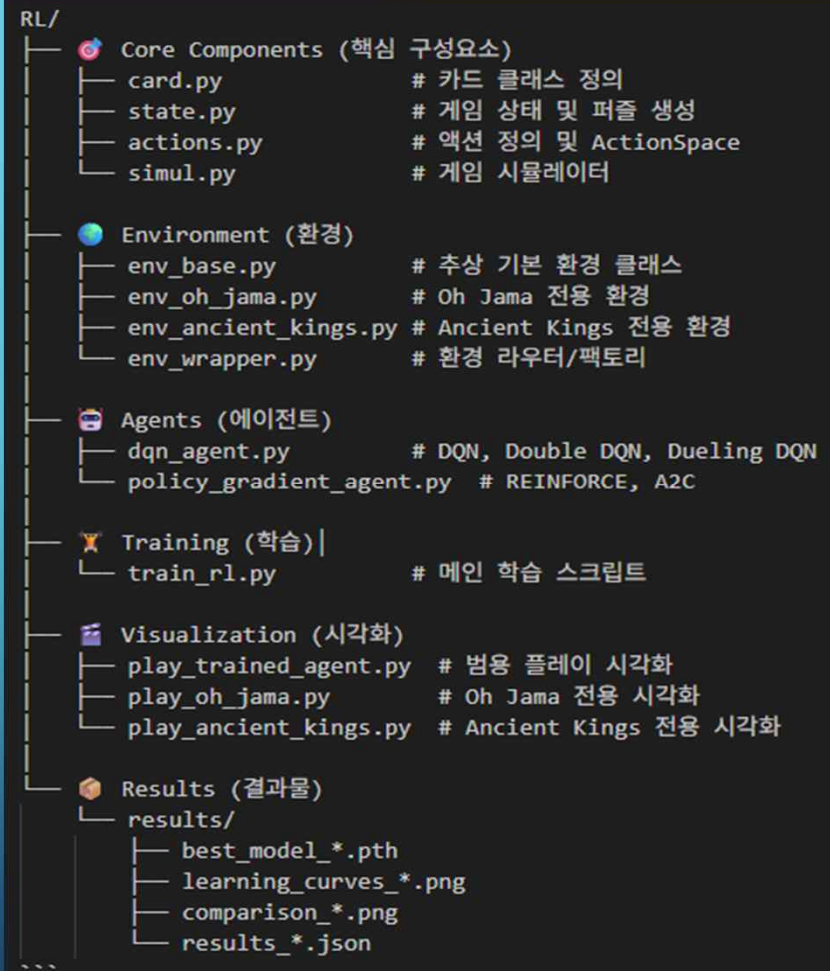 RL/
├── 🎯 Core Components (핵심 구성요소)
│   ├── card.py # 카드 클래스 정의
│   ├── state.py # 게임 상태 및 퍼즐 생성
│   ├── actions.py # 액션 정의 및 ActionSpace
│   └── simul.py # 게임 시뮬레이터
│
├── 🌍 Environment (환경)
│   ├── env_base.py # 추상 기본 환경 클래스
│   ├── env_oh_jama.py # Oh Jama 전용 환경
│   ├── env_ancient_kings.py # Ancient Kings 전용 환경
│   └── env_wrapper.py # 환경 라우터/팩토리
│
├── 🤖 Agents (에이전트)
│   ├── dqn_agent.py # DQN, Double DQN, Dueling DQN
│   └── policy_gradient_agent.py # REINFORCE, A2C
│
├── 🏋️ Training (학습)
│   └── train_rl.py # 메인 학습 스크립트
│
├── 🎬 Visualization (시각화)
│   ├── play_trained_agent.py # 범용 플레이 시각화
│   ├── play_oh_jama.py # Oh Jama 전용 시각화
│   └── play_ancient_kings.py # Ancient Kings 전용 시각화
│
└── 📦 Results (결과물)
    └── results/
        ├── best_model_*.pth
        ├── learning_curves_*.png
        ├── comparison_*.png
        └── results_*.json
```